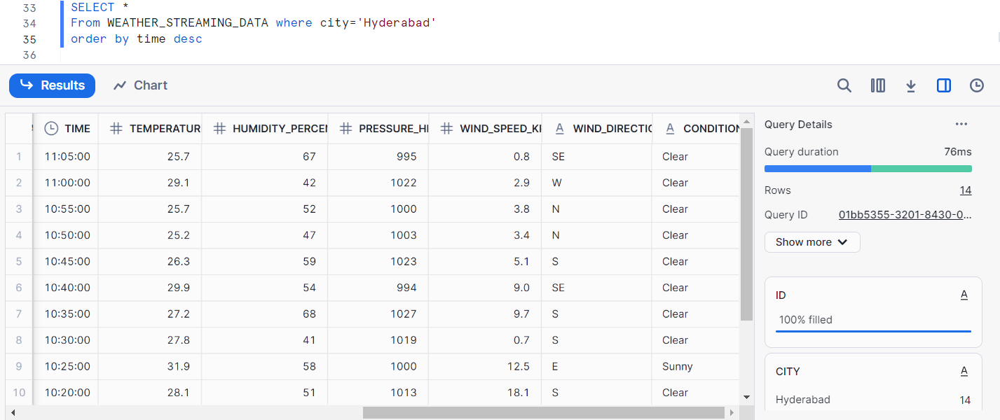 33 SELECT *
34 From WEATHER_STREAMING_DATA where city='Hyderabad'
35 order by time desc
36
Results Chart
TIME TEMPERATUR HUMIDITY_PERCEN PRESSURE_H WIND_SPEED_K WIND_DIRECTIO CONDITION
1 11:05:00 25.7 67 995 0.8 SE Clear
2 11:00:00 29.1 42 1022 2.9 W Clear
3 10:55:00 25.7 52 1000 3.8 N Clear
4 10:50:00 25.2 47 1003 3.4 N Clear
5 10:45:00 26.3 59 1023 5.1 S Clear
6 10:40:00 29.9 54 994 9.0 SE Clear
7 10:35:00 27.2 68 1027 9.7 S Clear
8 10:30:00 27.8 41 1019 0.7 S Clear
9 10:25:00 31.9 58 1000 12.5 E Sunny
10 10:20:00 28.1 51 1013 18.1 S Clear
Query Details ...
Query duration 76ms
Rows 14
Query ID 01bb5355-3201-8430-0...
Show more
ID A
100% filled
CITY A
Hyderabad 14